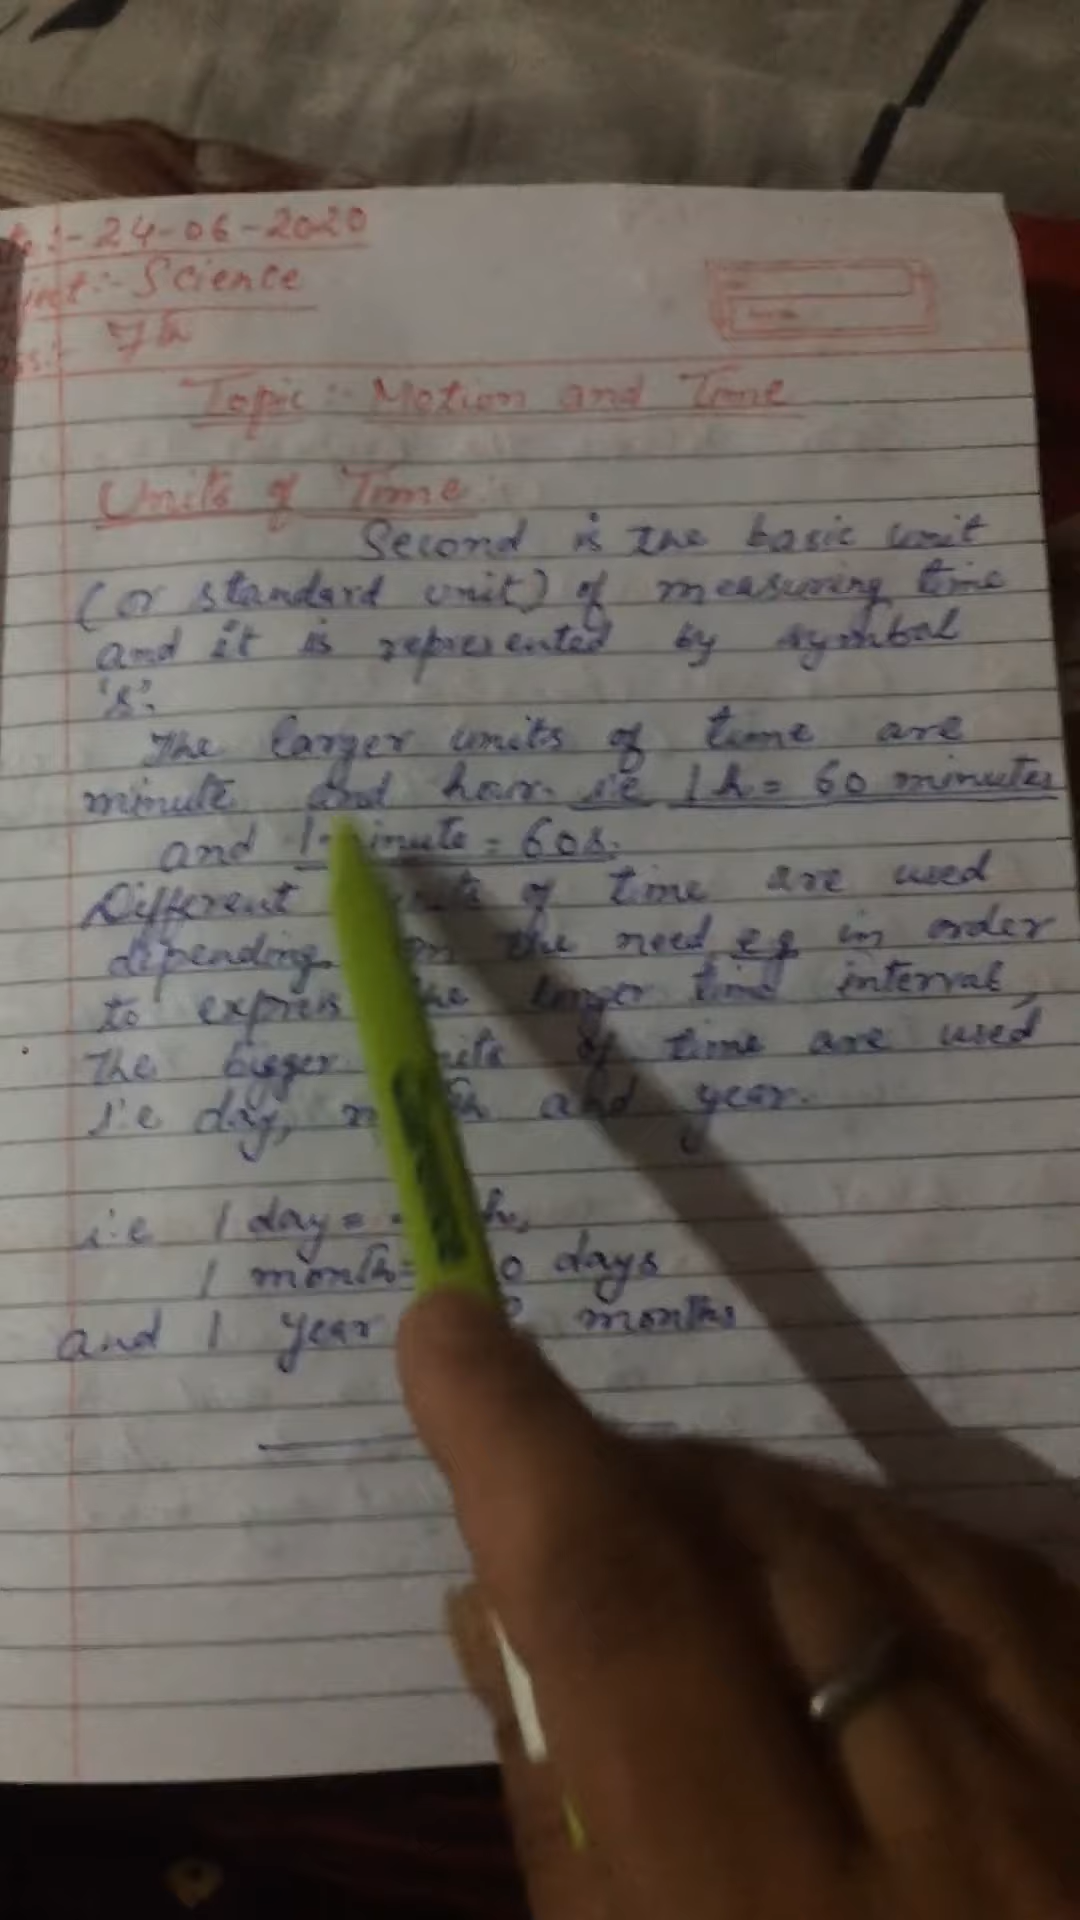 :- 24-06-2020
:- Science
7th
Topic :- Motion and Time
Units of Time :-
Second is the basic unit
(or standard unit) of measuring time
and it is represented by symbol
's'.
The larger units of time are
minute and hour. i.e 1 h = 60 minutes
and 1 minute = 60s.
Different of time are used
depending on the need e.g in order
to express the longer time interval,
The bigger of time are used
i.e day, and year.
i.e 1 day = h,
1 month = days
and 1 year months